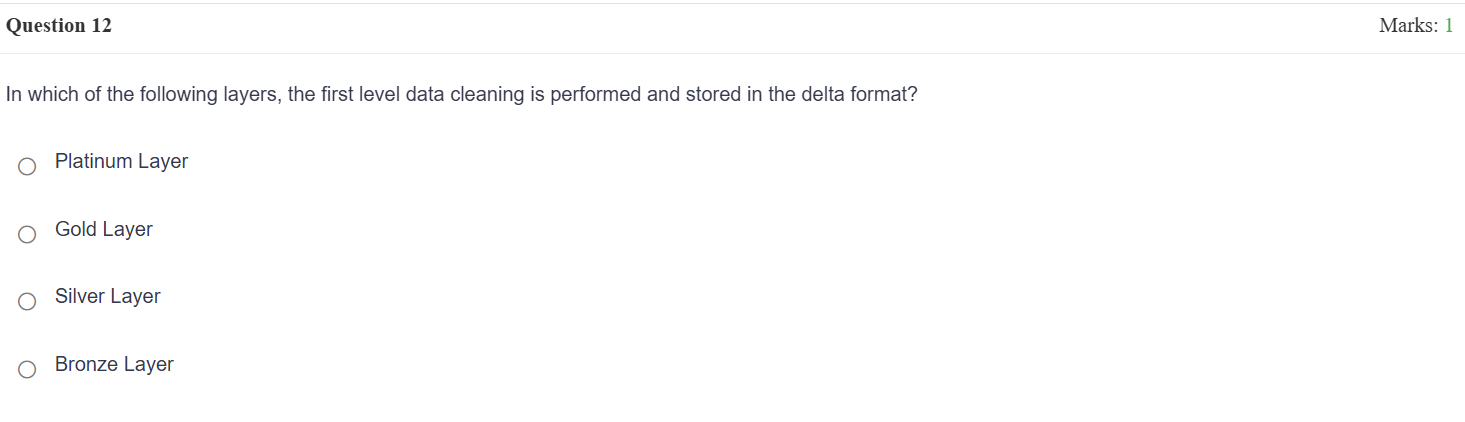 Question 12
Marks: 1
In which of the following layers, the first level data cleaning is performed and stored in the delta format?
Platinum Layer
Gold Layer
Silver Layer
Bronze Layer